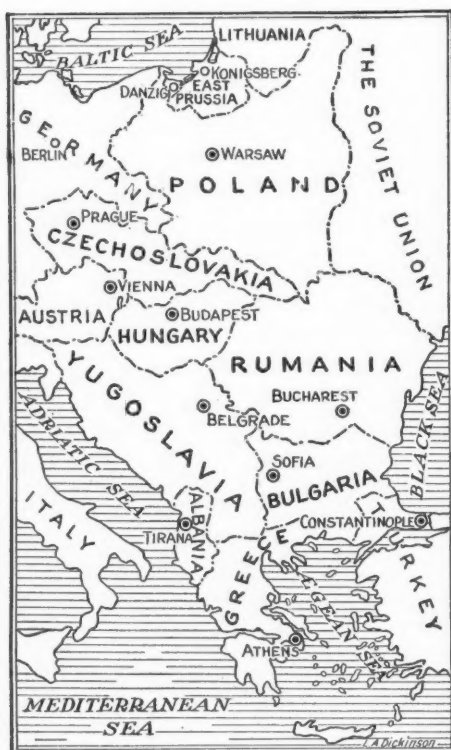 LITHUANIA
BALTIC SEA
KONIGSBERG
DANZIG
EAST
PRUSSIA
THE SOVIET UNION
GERMANY
BERLIN
WARSAW
POLAND
PRAGUE
CZECHOSLOVAKIA
VIENNA
AUSTRIA
BUDAPEST
HUNGARY
RUMANIA
YUGOSLAVIA
BUCHAREST
BELGRADE
BLACK SEA
ADRIATIC SEA
SOFIA
BULGARIA
ITALY
ALBANIA
TIRANA
CONSTANTINOPLE
TURKEY
GREECE
ÆGEAN SEA
ATHENS
MEDITERRANEAN
SEA
L.A Dickinson